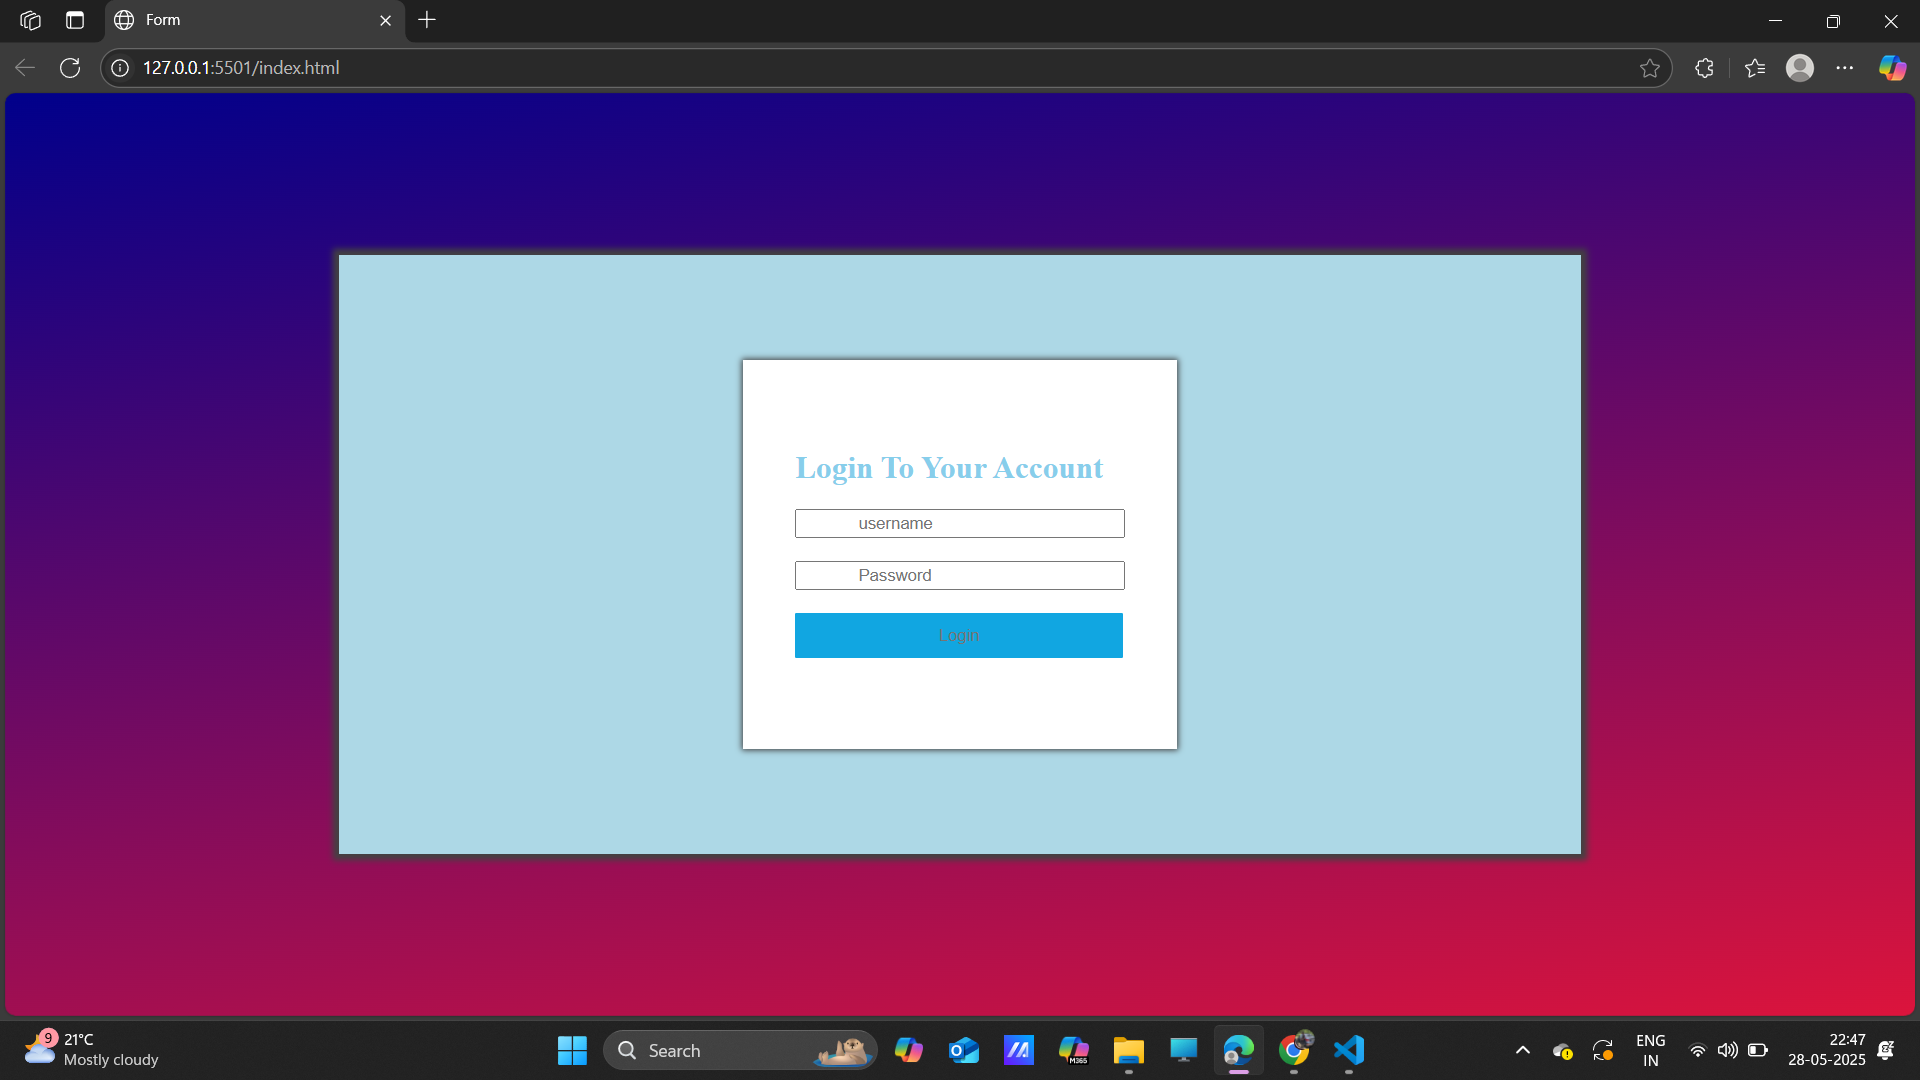 Form
127.0.0.1:5501/index.html
Login To Your Account
username
Password
Login
9
21°C
Mostly cloudy
Search
M365
ENG
IN
22:47
28-05-2025